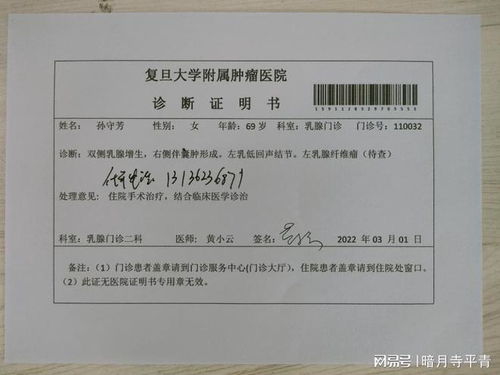 复旦大学附属肿瘤医院
诊断证明书
姓名： 孙守芳 性别： 女 年龄：69岁 科室：乳腺门诊 门诊号：110032
诊断：双侧乳腺增生，右侧伴囊肿形成。左乳低回声结节。左乳腺纤维瘤（待查）
13136236879
处理意见： 住院手术治疗，结合临床医学诊治
科室：乳腺门诊二科 医师：黄小云 签名： 2022 年 03 月 01 日
备注：（1）门诊患者盖章请到门诊服务中心(门诊大厅)，住院患者盖章请到住院处窗口。
（2）此证无医院证明书专用章无效。
网易号 | 暗月寺平青